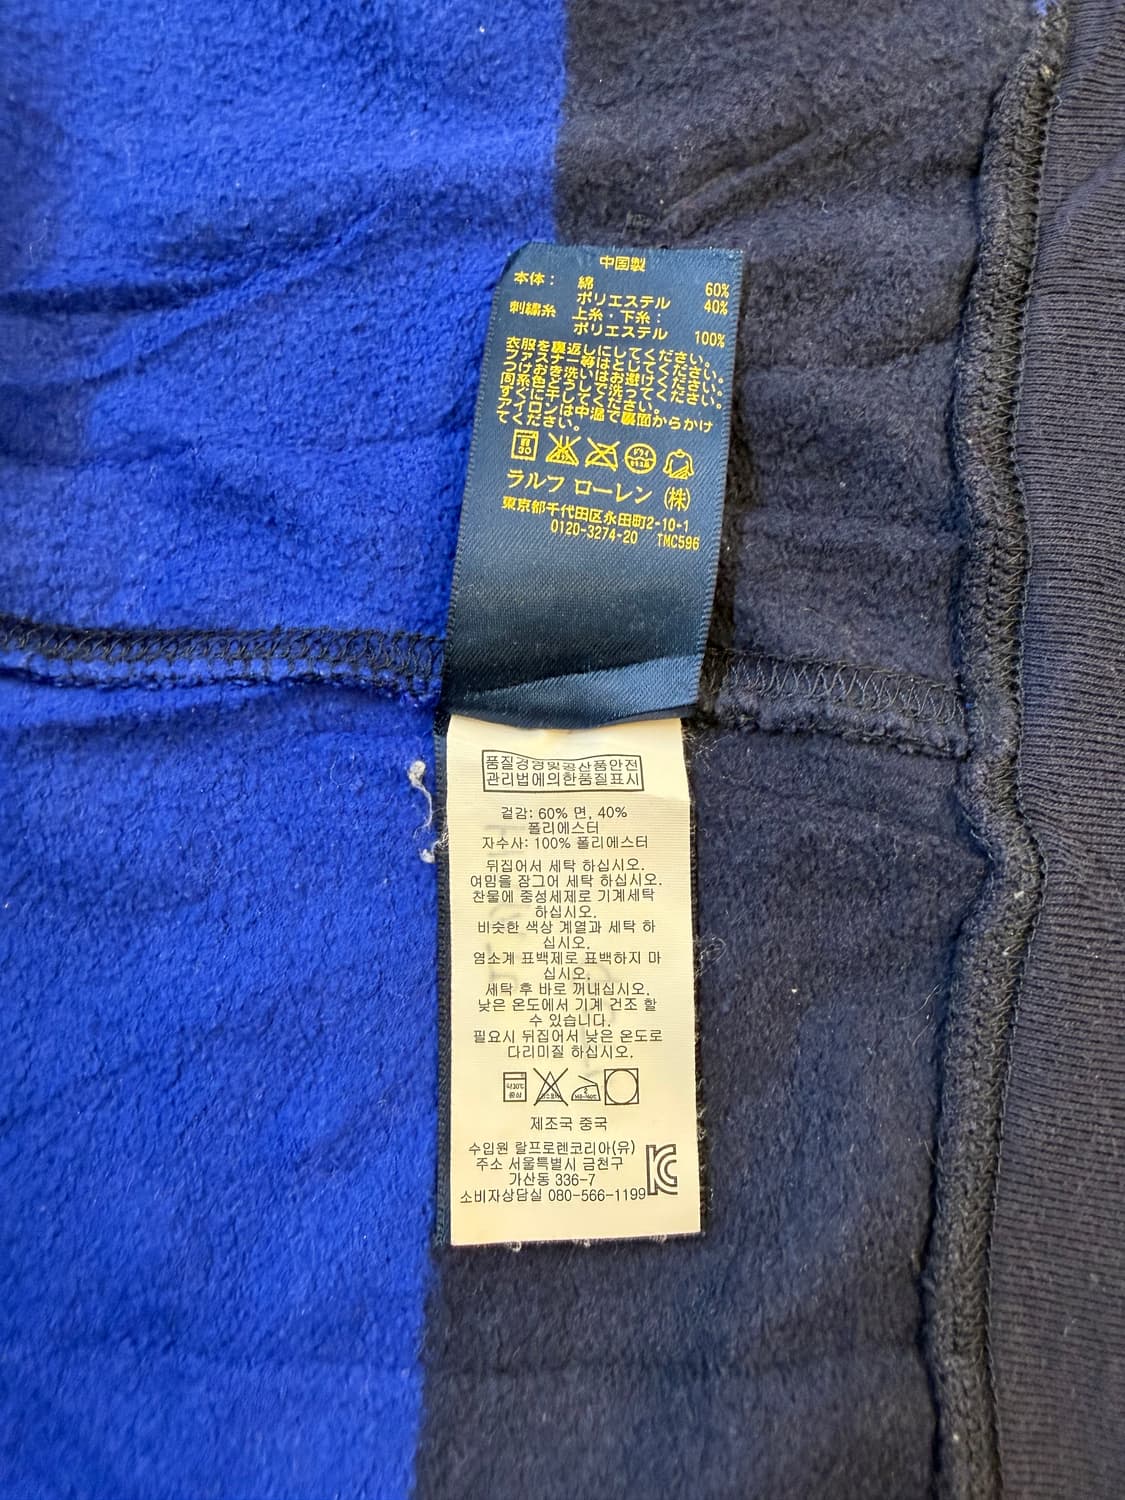 中国製
本体： 綿 60%
ポリエステル 40%
刺繍糸 上糸・下糸：
ポリエステル 100%
衣服を裏返しにしてください。
ファスナー等はとじてください。
つけおき洗いはお避けください。
同系色どうしで洗ってください。
すぐに干してください。
アイロンは中温で裏面からかけ
てください。
ラルフ ローレン (株)
東京都千代田区永田町2-10-1
0120-3274-20 TMC596
품질경영및공산품안전
관리법에의한품질표시
겉감: 60% 면, 40%
폴리에스터
자수사: 100% 폴리에스터
뒤집어서 세탁 하십시오.
여밈을 잠그어 세탁 하십시오.
찬물에 중성세제로 기계세탁
하십시오.
비슷한 색상 계열과 세탁 하
십시오.
염소계 표백제로 표백하지 마
십시오.
세탁 후 바로 꺼내십시오.
낮은 온도에서 기계 건조 할
수 있습니다.
필요시 뒤집어서 낮은 온도로
다리미질 하십시오.
제조국 중국
수입원 랄프로렌코리아(유)
주소 서울특별시 금천구
가산동 336-7
소비자상담실 080-566-1199